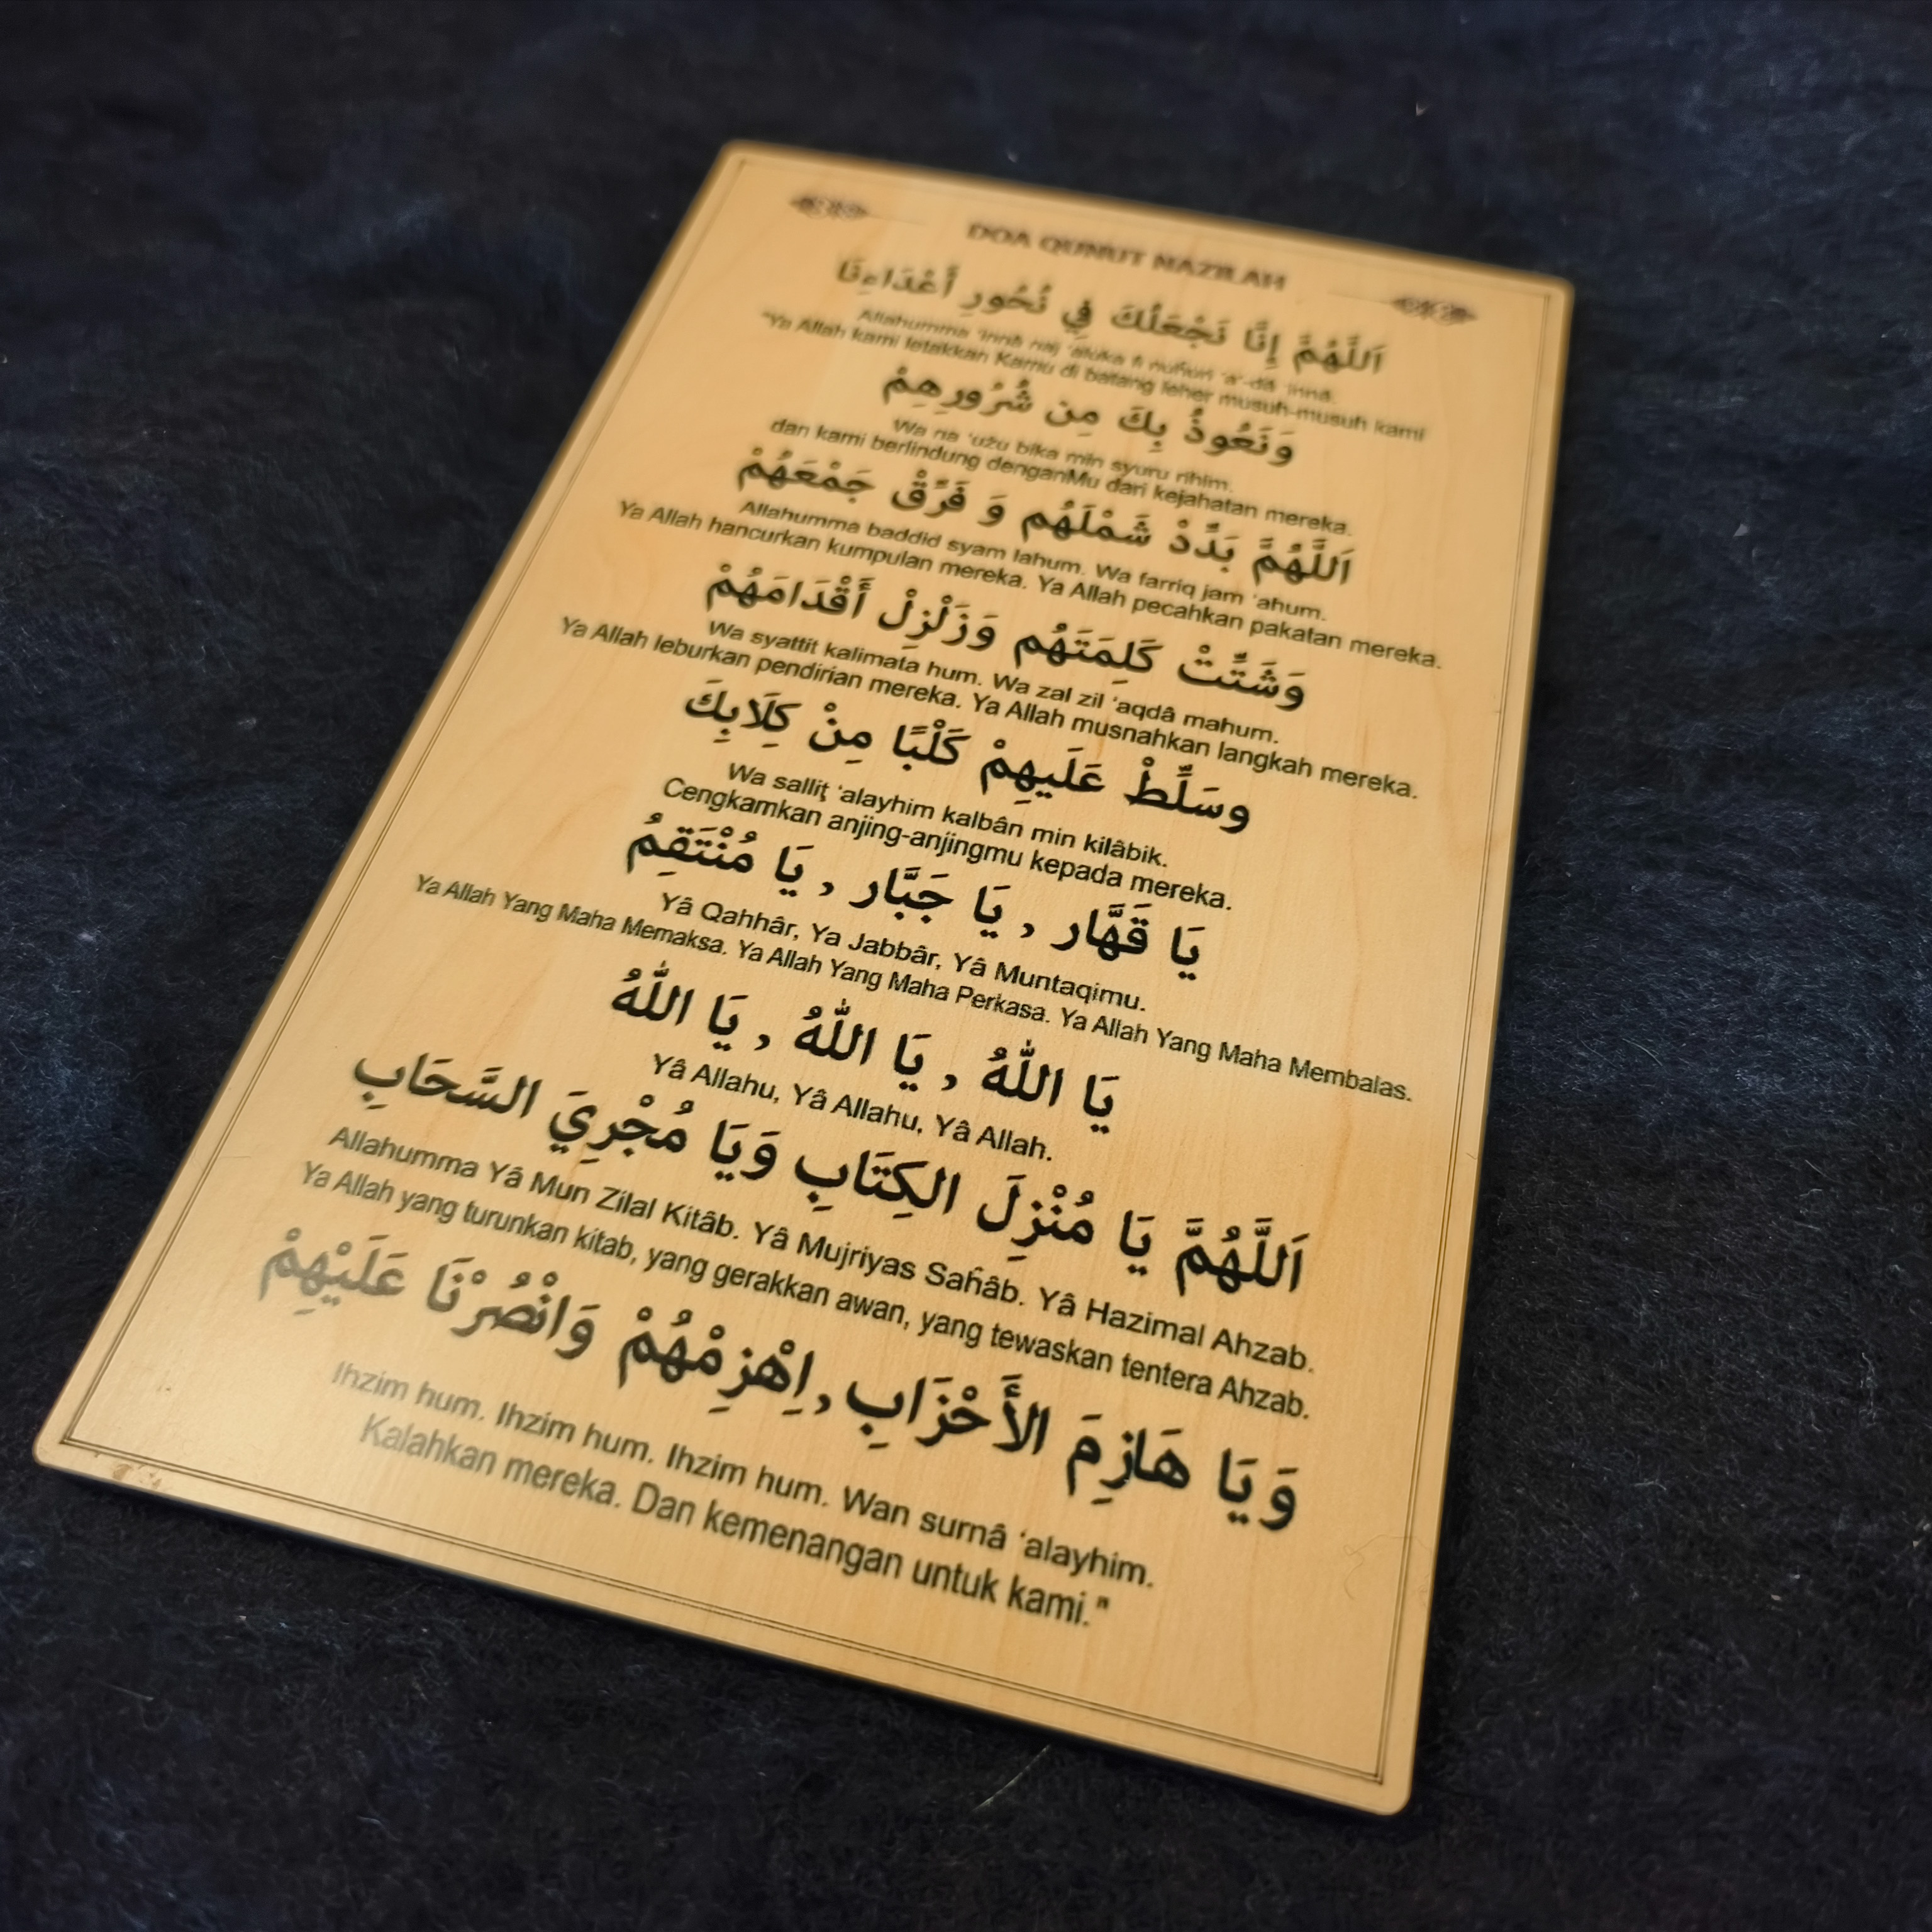 DOA QUNUT NAZILAH
اَللَّهُمَّ إِنَّا نَجْعَلُكَ فِي نُحُورِ أَعْدَاءِنَا
Allahumma 'innâ naj 'aluka fi nuĥuri 'a'-dâ 'innâ.
"Ya Allah kami letakkan Kamu di batang leher musuh-musuh kami
وَنَعُوذُ بِكَ مِن شُرُورِهِمْ
Wa na 'użu bika min syuru rihim.
dan kami berlindung denganMu dari kejahatan mereka.
اَللَّهُمَّ بَدِّدْ شَمْلَهُم وَ فَرِّقْ جَمْعَهُمْ
Allahumma baddid syam lahum. Wa farriq jam 'ahum.
Ya Allah hancurkan kumpulan mereka. Ya Allah pecahkan pakatan mereka.
وَشَتِّتْ كَلِمَتَهُم وَزَلْزِلْ أَقْدَامَهُمْ
Wa syattit kalimata hum. Wa zal zil 'aqdâ mahum.
Ya Allah leburkan pendirian mereka. Ya Allah musnahkan langkah mereka.
وسَلِّطْ عَلَيهِمْ كَلْبًا مِنْ كِلَابِكَ
Wa salliţ 'alayhim kalbân min kilâbik.
Cengkamkan anjing-anjingmu kepada mereka.
يَا قَهَّار , يَا جَبَّار , يَا مُنْتَقِمُ
Yâ Qahhâr, Ya Jabbâr, Yâ Muntaqimu.
Ya Allah Yang Maha Memaksa. Ya Allah Yang Maha Perkasa. Ya Allah Yang Maha Membalas.
يَا اللّٰهُ , يَا اللّٰهُ , يَا اللّٰهُ
Yâ Allahu, Yâ Allahu, Yâ Allah.
اَللَّهُمَّ يَا مُنْزِلَ الكِتَابِ وَيَا مُجْرِيَ السَّحَابِ
Allahumma Yâ Mun Zilal Kitâb. Yâ Mujriyas Saĥâb. Yâ Hazimal Ahzab.
Ya Allah yang turunkan kitab, yang gerakkan awan, yang tewaskan tentera Ahzab.
وَيَا هَازِمَ الأَحْزَابِ , اِهْزِمْهُمْ وَانْصُرْنَا عَلَيْهِمْ
Ihzim hum. Ihzim hum. Ihzim hum. Wan surnâ 'alayhim.
Kalahkan mereka. Dan kemenangan untuk kami."